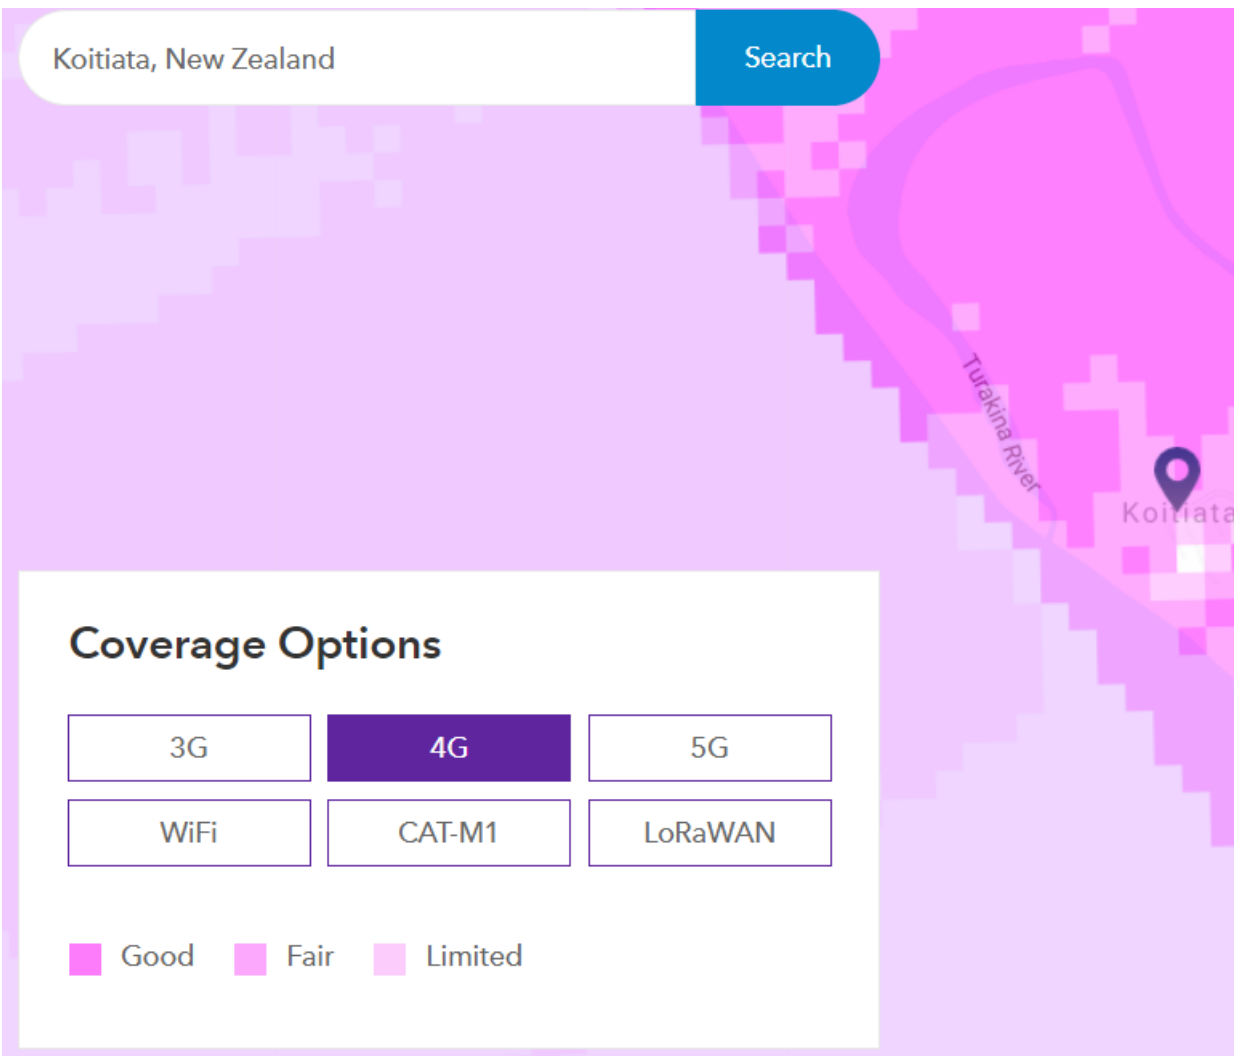 Koitiata, New Zealand
Search
Turakina River
Koitiata
Coverage Options
3G
4G
5G
WiFi
CAT-M1
LoRaWAN
Good
Fair
Limited